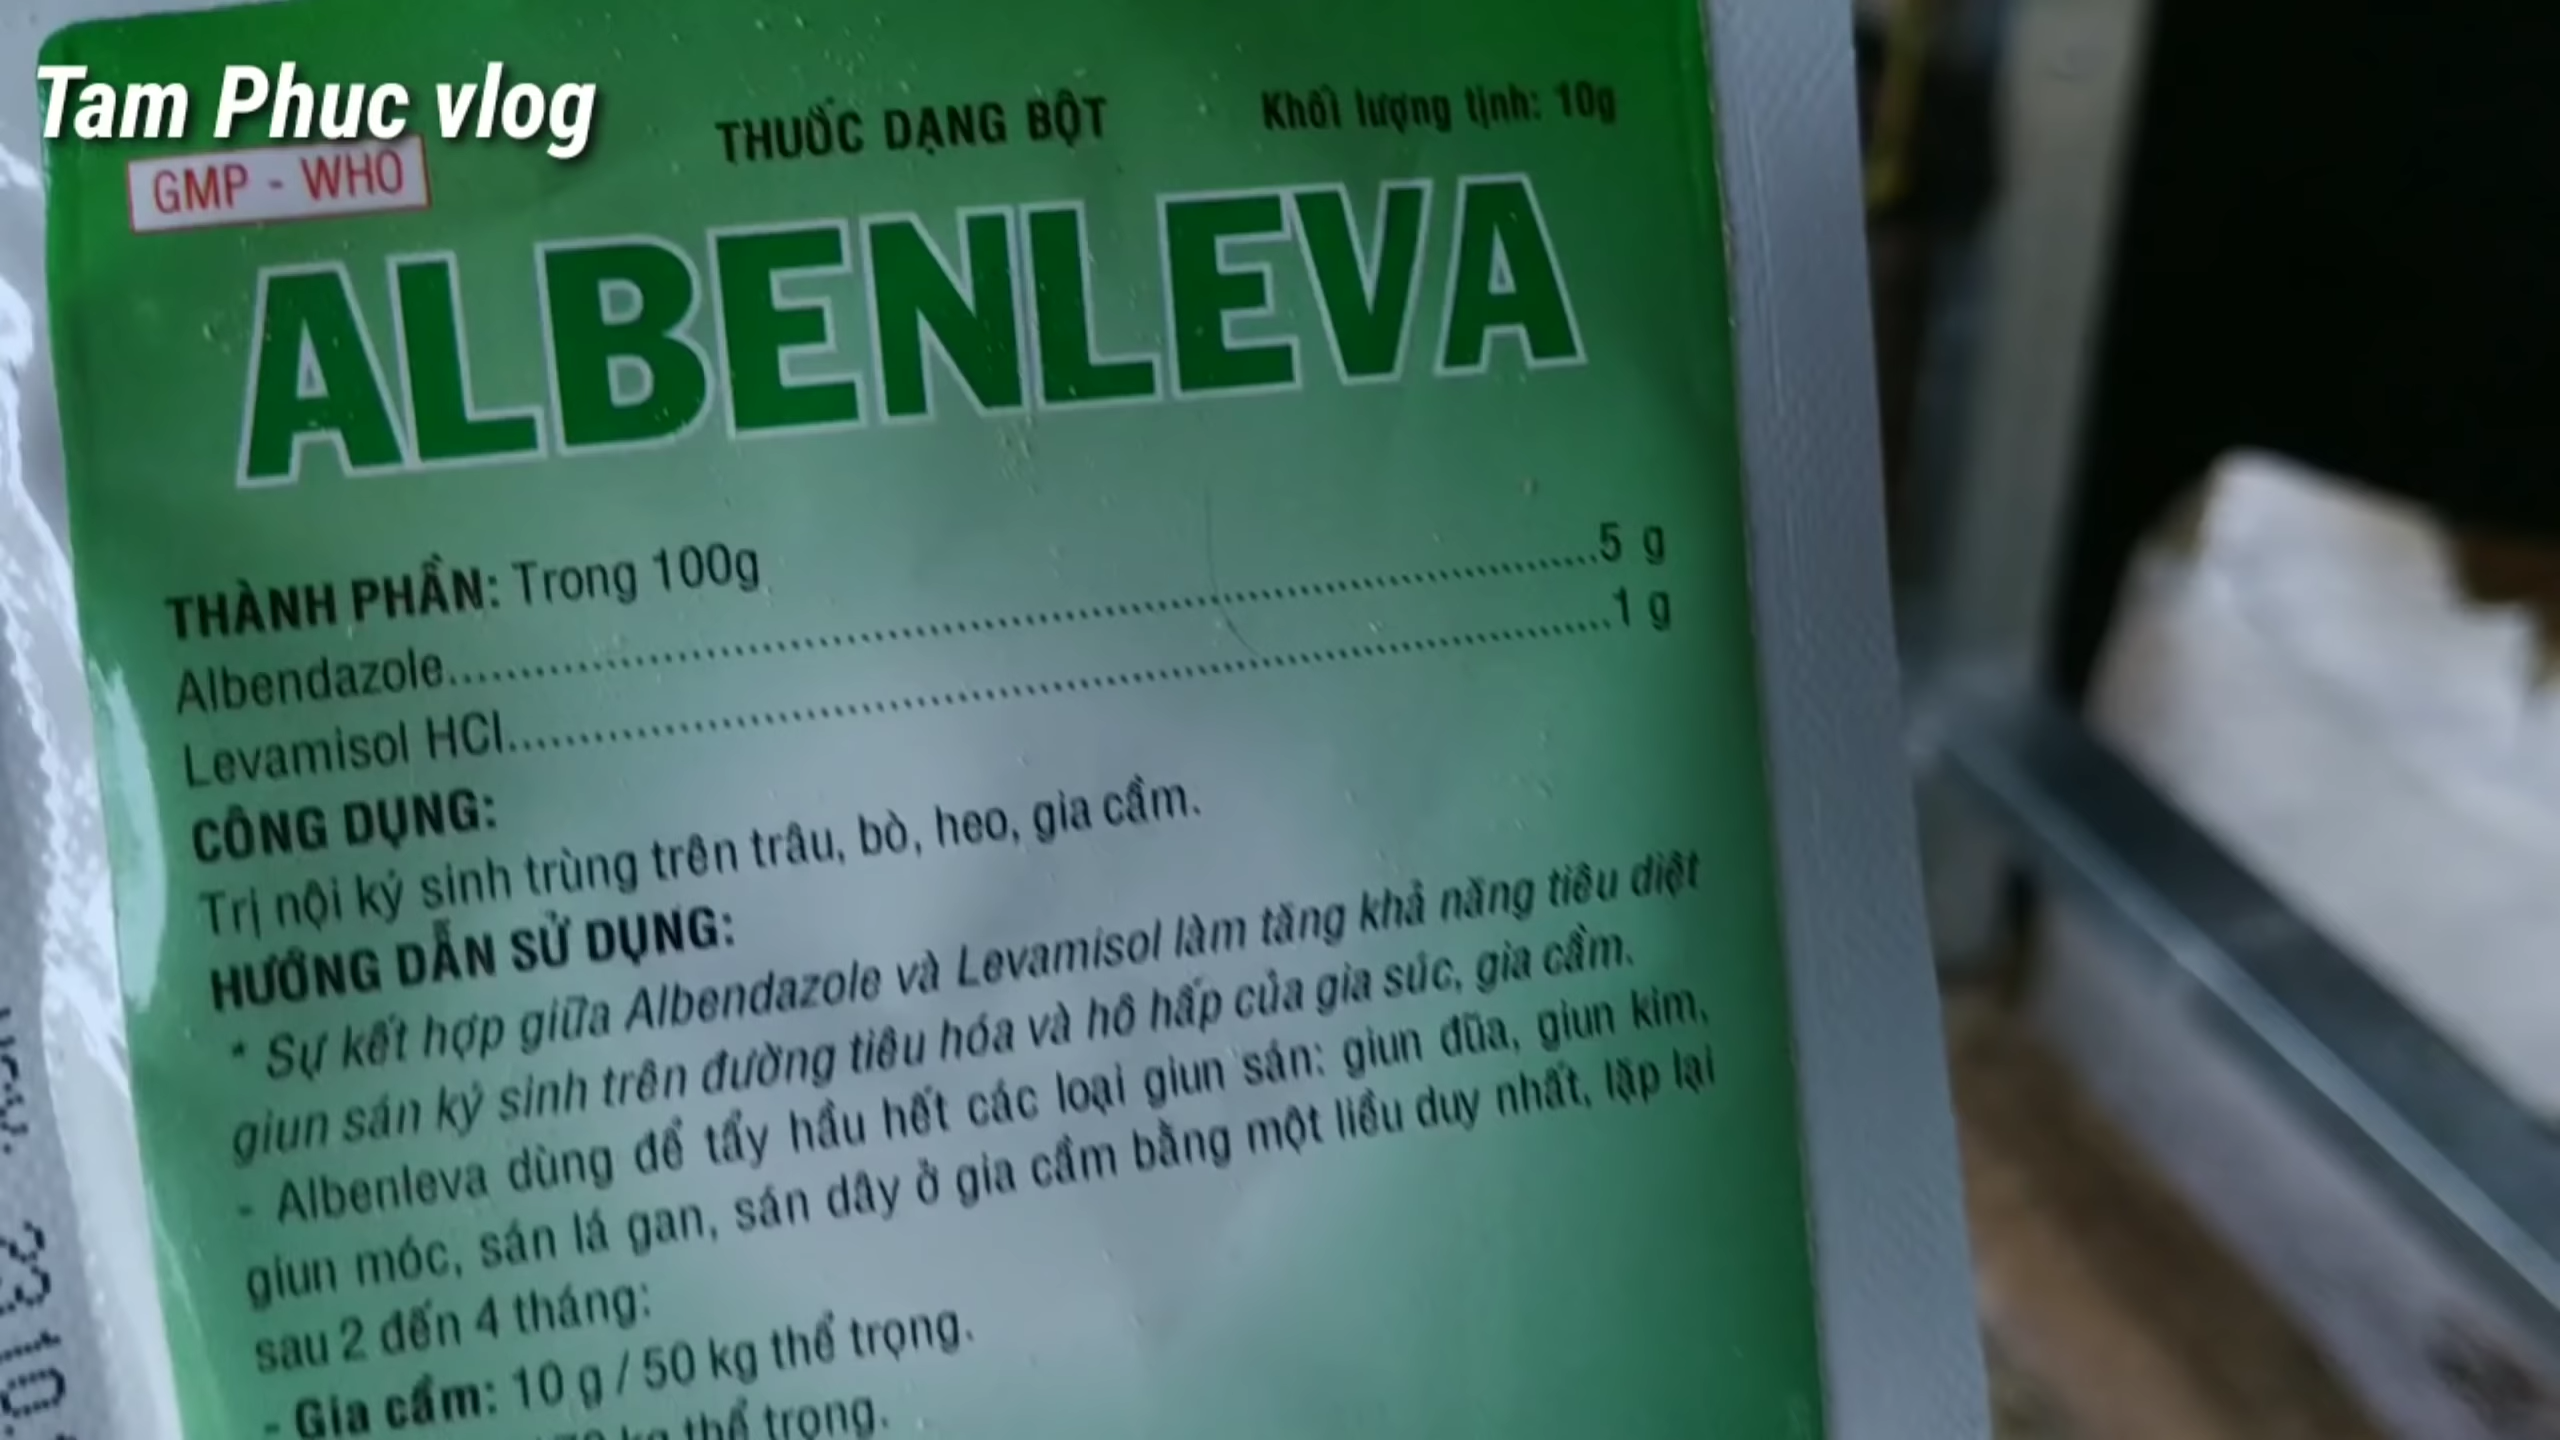 Tam Phuc vlog
GMP - WHO
THUỐC DẠNG BỘT
Khối lượng tịnh: 10g
ALBENLEVA
THÀNH PHẦN: Trong 100g
Albendazole....................5 g
Levamisol HCl....................1 g
CÔNG DỤNG:
Trị nội ký sinh trùng trên trâu, bò, heo, gia cầm.
HƯỚNG DẪN SỬ DỤNG:
* Sự kết hợp giữa Albendazole và Levamisol làm tăng khả năng tiêu diệt
giun sán ký sinh trên đường tiêu hóa và hô hấp của gia súc, gia cầm.
- Albenleva dùng để tẩy hầu hết các loại giun sán: giun đũa, giun kim,
giun móc, sán lá gan, sán dây ở gia cầm bằng một liều duy nhất, lặp lại
sau 2 đến 4 tháng:
- Gia cầm: 10 g / 50 kg thể trọng.
kg thể trọng.